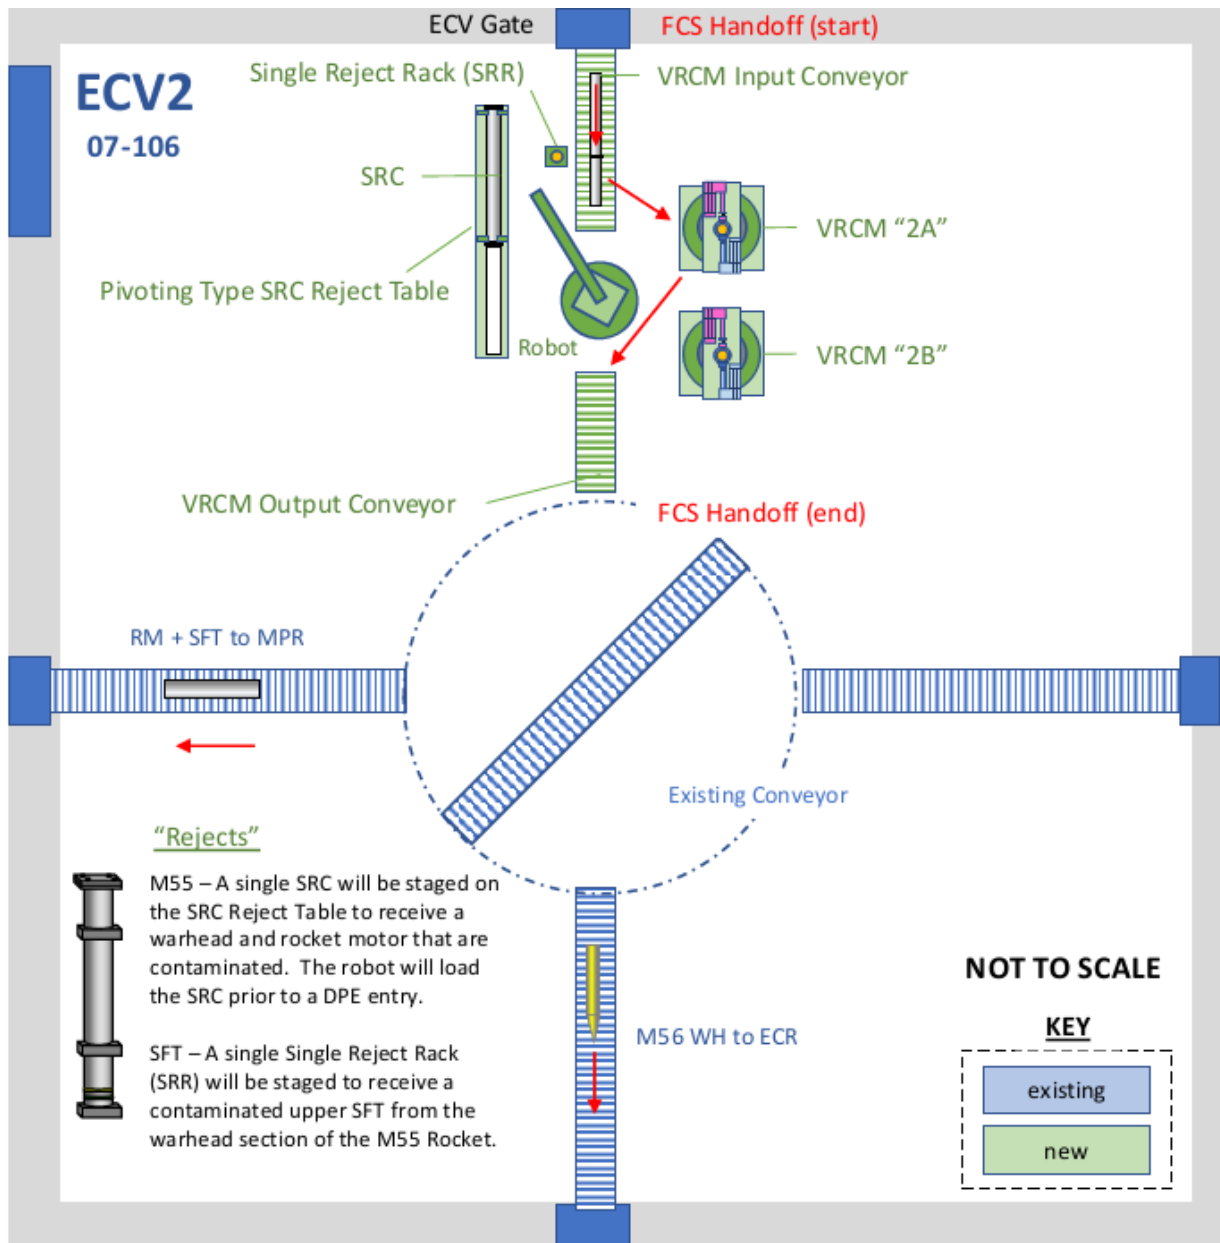 ECV Gate
FCS Handoff (start)
Single Reject Rack (SRR)
VRCM Input Conveyor
ECV2
07-106
SRC
VRCM “2A”
Pivoting Type SRC Reject Table
Robot
VRCM “2B”
VRCM Output Conveyor
FCS Handoff (end)
RM + SFT to MPR
Existing Conveyor
“Rejects”
M55 – A single SRC will be staged on
the SRC Reject Table to receive a
warhead and rocket motor that are
contaminated. The robot will load
the SRC prior to a DPE entry.
SFT – A single Single Reject Rack
(SRR) will be staged to receive a
contaminated upper SFT from the
warhead section of the M55 Rocket.
M56 WH to ECR
NOT TO SCALE
KEY
existing
new